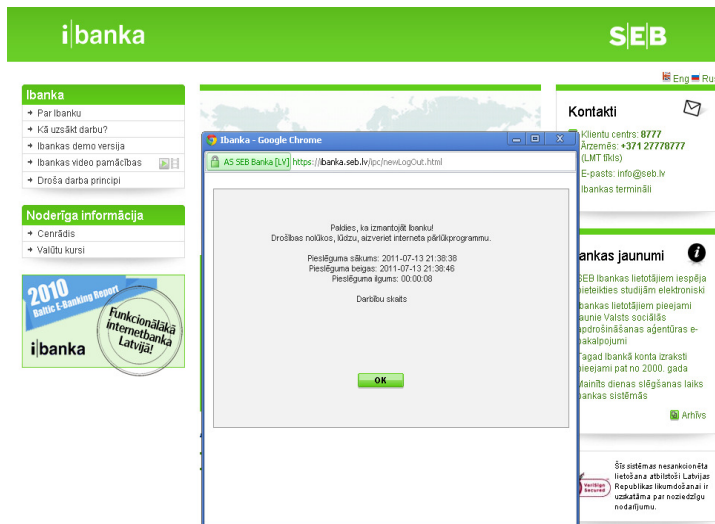 i|banka
S|E|B
Eng Ru
Ibanka
Par Ibanku
Kā uzsākt darbu?
Ibankas demo versija
Ibankas video pamācības
Droša darba principi
Noderīga informācija
Cenrādis
Valūtu kursi
2010
Baltic E-Banking Report
Funkcionālākā
internetbanka
Latvijā!
i|banka
Ibanka - Google Chrome
AS SEB Banka [LV] https://ibanka.seb.lv/ipc/newLogOut.html
Paldies, ka izmantojāt Ibanku!
Drošības nolūkos, lūdzu, aizveriet interneta pārlūkprogrammu.
Pieslēguma sākums: 2011-07-13 21:38:38
Pieslēguma beigas: 2011-07-13 21:38:46
Pieslēguma ilgums: 00:00:08
Darbību skaits
OK
Kontakti
Klientu centrs: 8777
Ārzemēs: +371 27778777
(LMT tīkls)
E-pasts: info@seb.lv
Ibankas termināli
ankas jaunumi
SEB Ibankas lietotājiem iespēja
pieteikties studijām elektroniski
bankas lietotājiem pieejami
jaunie Valsts sociālās
apdrošināšanas aģentūras e-
pakalpojumi
Tagad Ibankā konta izraksti
pieejami pat no 2000. gada
Mainīts dienas slēgšanas laiks
bankas sistēmās
Arhīvs
VeriSign
Secured
Šīs sistēmas nesankcionēta
lietošana atbilstoši Latvijas
Republikas likumdošanai ir
uzskatāma par noziedzīgu
nodarījumu.